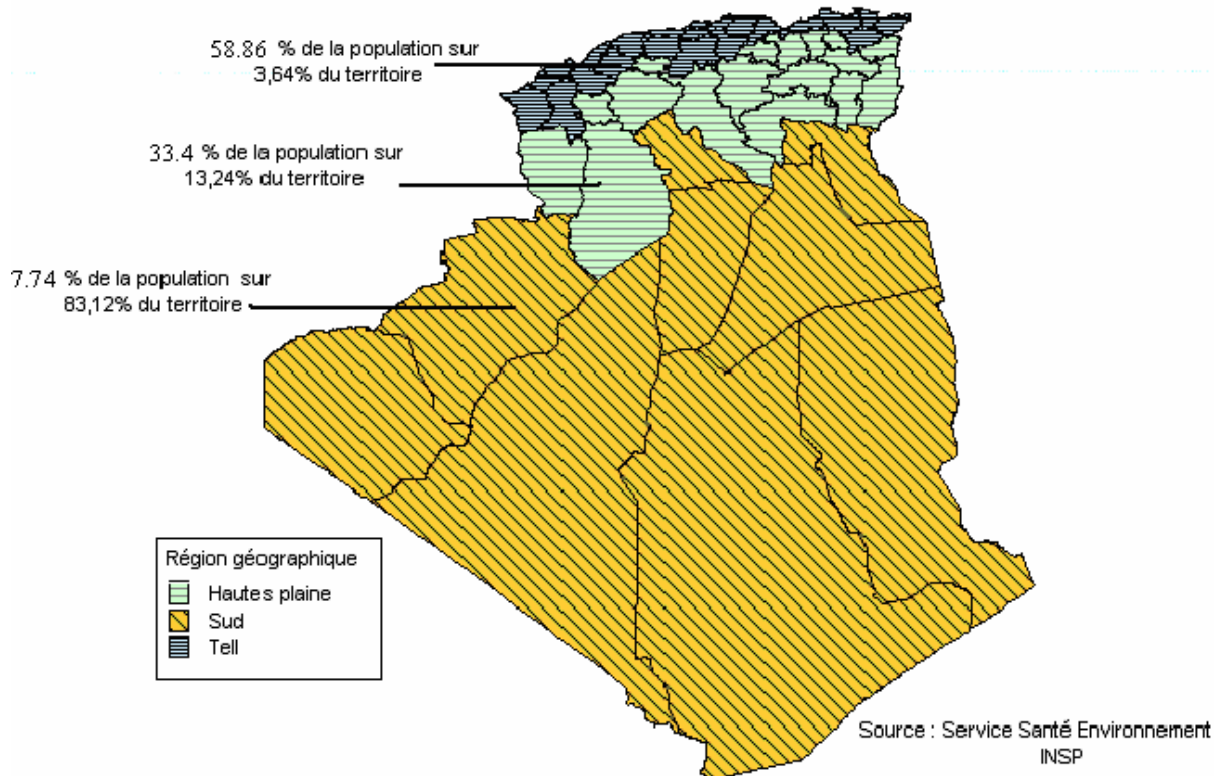 58.86 % de la population sur
3,64% du territoire
33.4 % de la population sur
13,24% du territoire
7.74 % de la population sur
83,12% du territoire
Région géographique
Hautes plaine
Sud
Tell
Source : Service Santé Environnement
INSP